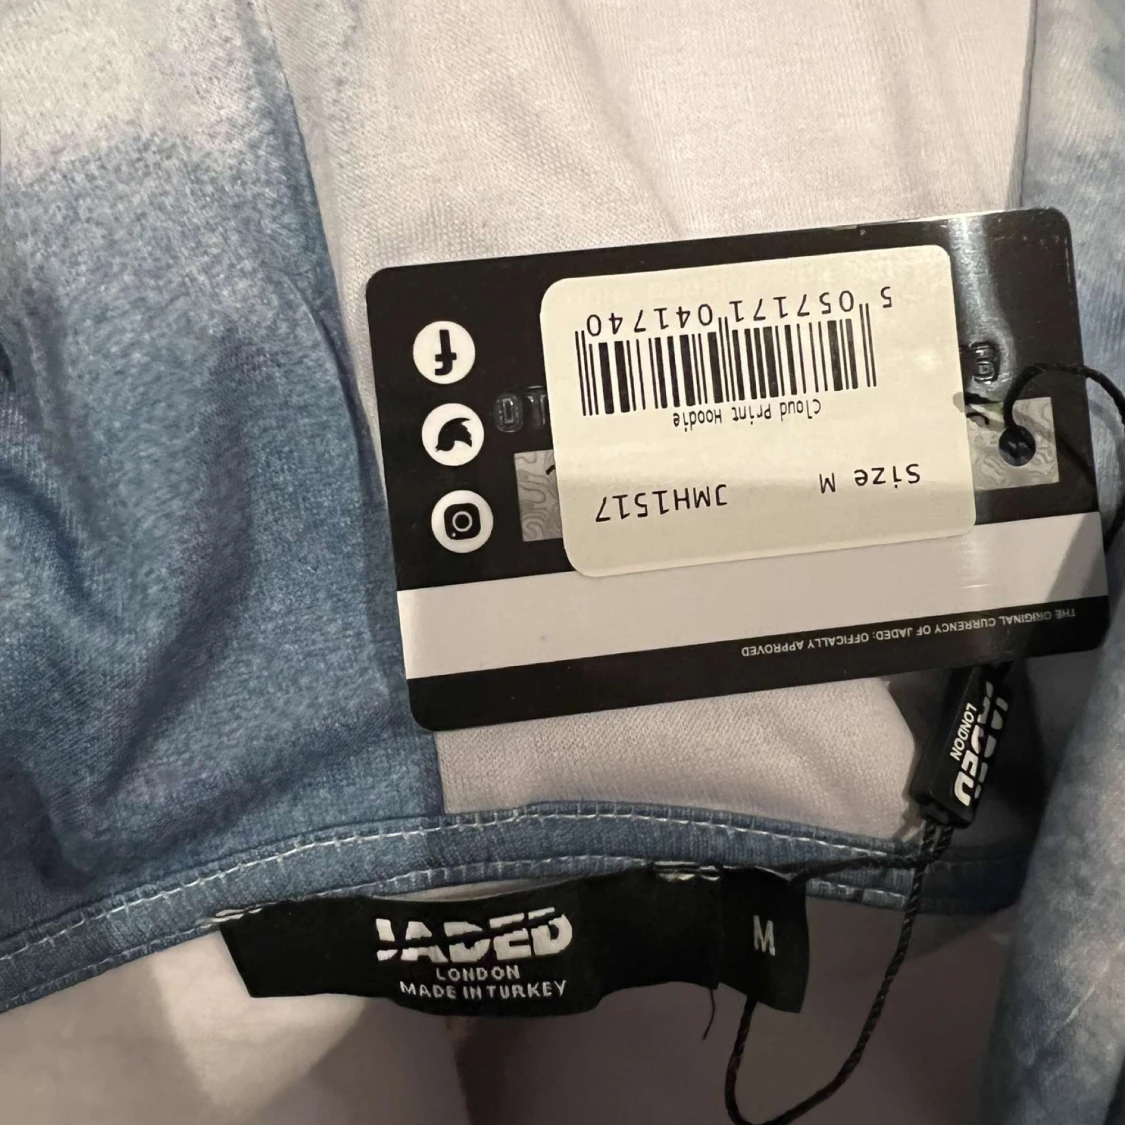 Size M JMH1517
Cloud Print Hoodie
5 057171 041740
THE ORIGINAL CURRENCY OF JADED: OFFICALLY APPROVED
JADED
LONDON
JADED
LONDON
MADE IN TURKEY
M